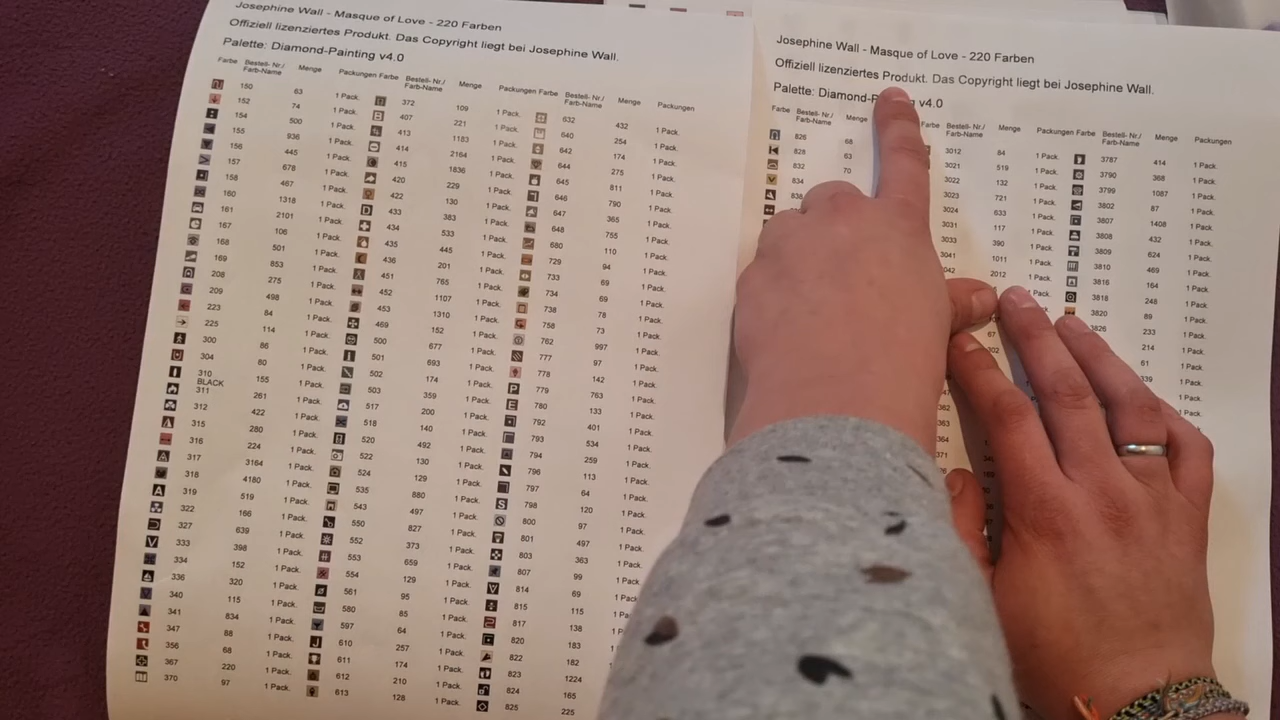 Josephine Wall - Masque of Love - 220 Farben
Offiziell lizenziertes Produkt. Das Copyright liegt bei Josephine Wall.
Palette: Diamond-Painting v4.0
Farbe Bestell- Nr./ Farb-Name Menge Packungen Farbe Bestell- Nr./ Farb-Name Menge Packungen Farbe Bestell- Nr./ Farb-Name Menge Packungen
150 63 1 Pack. 372 109 1 Pack. 632 432 1 Pack.
152 74 1 Pack. 407 221 1 Pack. 640 254 1 Pack.
154 500 1 Pack. 413 1183 1 Pack. 642 174 1 Pack.
155 936 1 Pack. 414 2164 1 Pack. 644 275 1 Pack.
156 445 1 Pack. 415 1836 1 Pack. 645 811 1 Pack.
157 678 1 Pack. 420 229 1 Pack. 646 790 1 Pack.
158 467 1 Pack. 422 130 1 Pack. 647 365 1 Pack.
160 1318 1 Pack. 433 383 1 Pack. 648 755 1 Pack.
161 2101 1 Pack. 434 533 1 Pack. 680 110 1 Pack.
167 106 1 Pack. 435 445 1 Pack. 729 94 1 Pack.
168 501 1 Pack. 436 201 1 Pack. 733 69 1 Pack.
169 853 1 Pack. 451 765 1 Pack. 734 69 1 Pack.
208 275 1 Pack. 452 1107 1 Pack. 738 78 1 Pack.
209 498 1 Pack. 453 1310 1 Pack. 758 73 1 Pack.
223 84 1 Pack. 469 152 1 Pack. 762 997 1 Pack.
225 114 1 Pack. 500 677 1 Pack. 777 97 1 Pack.
300 86 1 Pack. 501 693 1 Pack. 778 142 1 Pack.
304 80 1 Pack. 502 174 1 Pack. 779 763 1 Pack.
310 BLACK 155 1 Pack. 503 359 1 Pack. 780 133 1 Pack.
311 261 1 Pack. 517 200 1 Pack. 792 401 1 Pack.
312 422 1 Pack. 518 140 1 Pack. 793 534 1 Pack.
315 280 1 Pack. 520 492 1 Pack. 794 259 1 Pack.
316 224 1 Pack. 522 130 1 Pack. 796 113 1 Pack.
317 3164 1 Pack. 524 129 1 Pack. 797 64 1 Pack.
318 4180 1 Pack. 535 880 1 Pack. 798 120 1 Pack.
319 519 1 Pack. 543 497 1 Pack. 800 97 1 Pack.
322 166 1 Pack. 550 827 1 Pack. 801 497 1 Pack.
327 639 1 Pack. 552 373 1 Pack. 803 363 1 Pack.
333 398 1 Pack. 553 659 1 Pack. 807 99 1 Pack.
334 152 1 Pack. 554 129 1 Pack. 814 69 1 Pack.
336 320 1 Pack. 561 95 1 Pack. 815 115 1 Pack.
340 115 1 Pack. 580 85 1 Pack. 817 138 1 Pack.
341 834 1 Pack. 597 64 1 Pack. 820 183 1 Pack.
347 88 1 Pack. 610 257 1 Pack. 822 182 1 Pack.
356 68 1 Pack. 611 174 1 Pack. 823 1224 1 Pack.
367 220 1 Pack. 612 210 1 Pack. 824 165
370 97 1 Pack. 613 128 1 Pack. 825 225
Josephine Wall - Masque of Love - 220 Farben
Offiziell lizenziertes Produkt. Das Copyright liegt bei Josephine Wall.
Palette: Diamond-P v4.0
Farbe Bestell- Nr./ Farb-Name Menge Farbe Bestell- Nr./ Farb-Name Menge Packungen Farbe Bestell- Nr./ Farb-Name Menge Packungen
826 68 3012 84 1 Pack. 3787 414 1 Pack.
828 63 3021 519 1 Pack. 3790 368 1 Pack.
832 70 3022 132 1 Pack. 3799 1087 1 Pack.
834 3023 721 1 Pack. 3802 87 1 Pack.
838 3024 633 1 Pack. 3807 1408 1 Pack.
3031 117 1 Pack. 3808 432 1 Pack.
3033 390 1 Pack. 3809 624 1 Pack.
3041 1011 1 Pack. 3810 469 1 Pack.
042 2012 1 Pack. 3816 164 1 Pack.
1 Pack. 3818 248 1 Pack.
3820 89 1 Pack.
67 3826 233 1 Pack.
302 214 1 Pack.
61 1 Pack.
339 1 Pack.
362
363
364
371